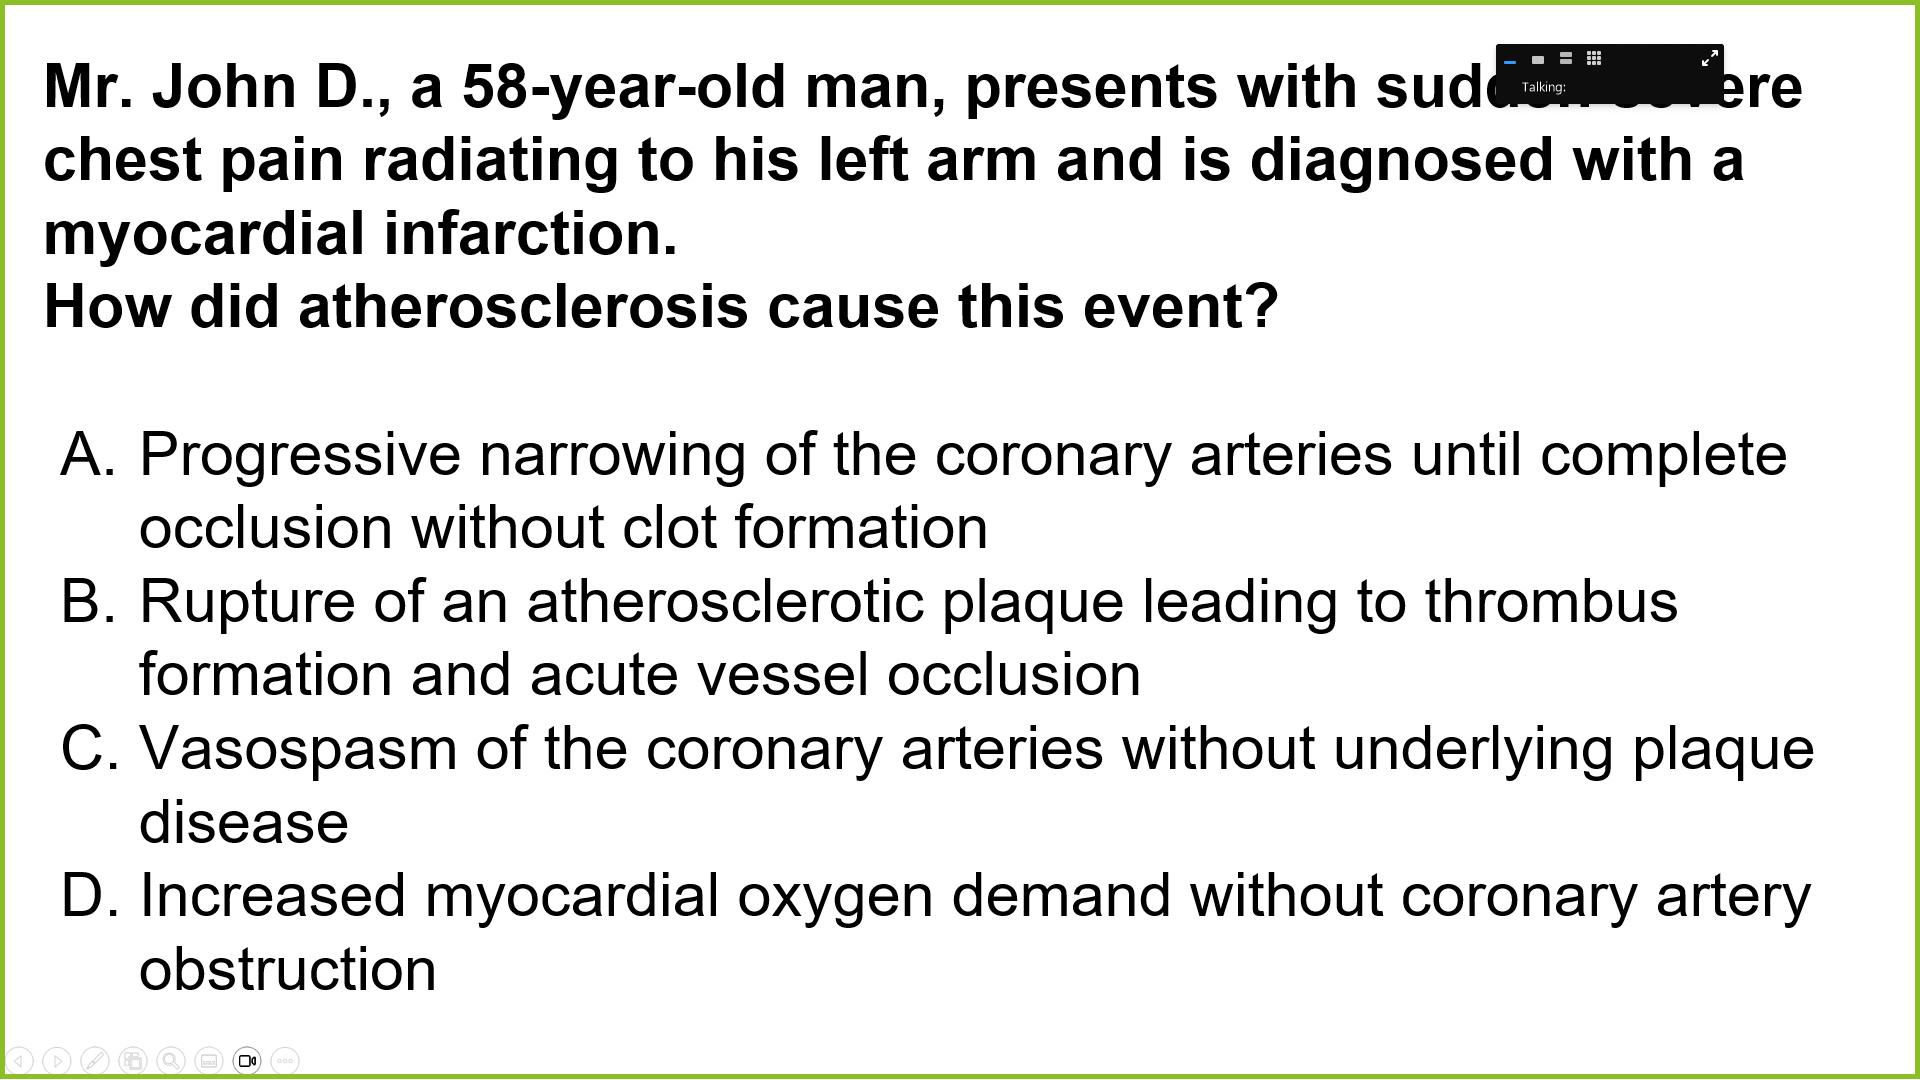 Mr. John D., a 58-year-old man, presents with
chest pain radiating to his left arm and is diagnosed with a
myocardial infarction.
How did atherosclerosis cause this event?
Talking:
A. Progressive narrowing of the coronary arteries until complete
occlusion without clot formation
B. Rupture of an atherosclerotic plaque leading to thrombus
formation and acute vessel occlusion
C. Vasospasm of the coronary arteries without underlying plaque
disease
D. Increased myocardial oxygen demand without coronary artery
obstruction